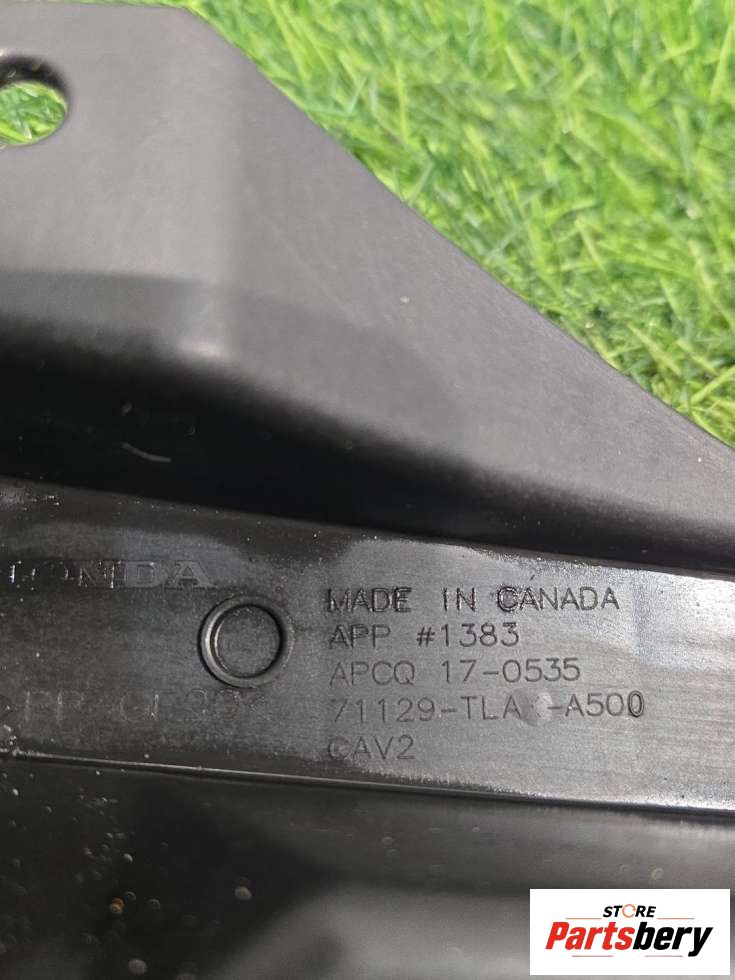 HONDA
MADE IN CANADA
APP #1383
APCQ 17-0535
71129-TLA -A500
CAV2
STORE
Partsbery